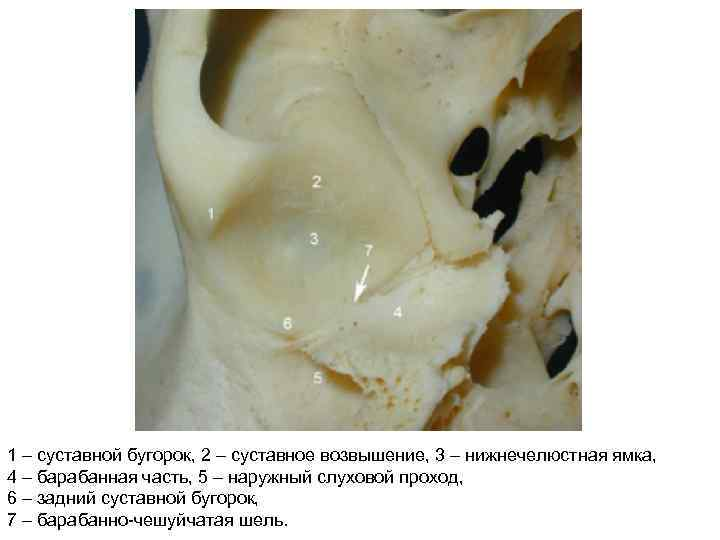 2
1
3
7
4
6
5
1 – суставной бугорок, 2 – суставное возвышение, 3 – нижнечелюстная ямка,
4 – барабанная часть, 5 – наружный слуховой проход,
6 – задний суставной бугорок,
7 – барабанно-чешуйчатая шель.